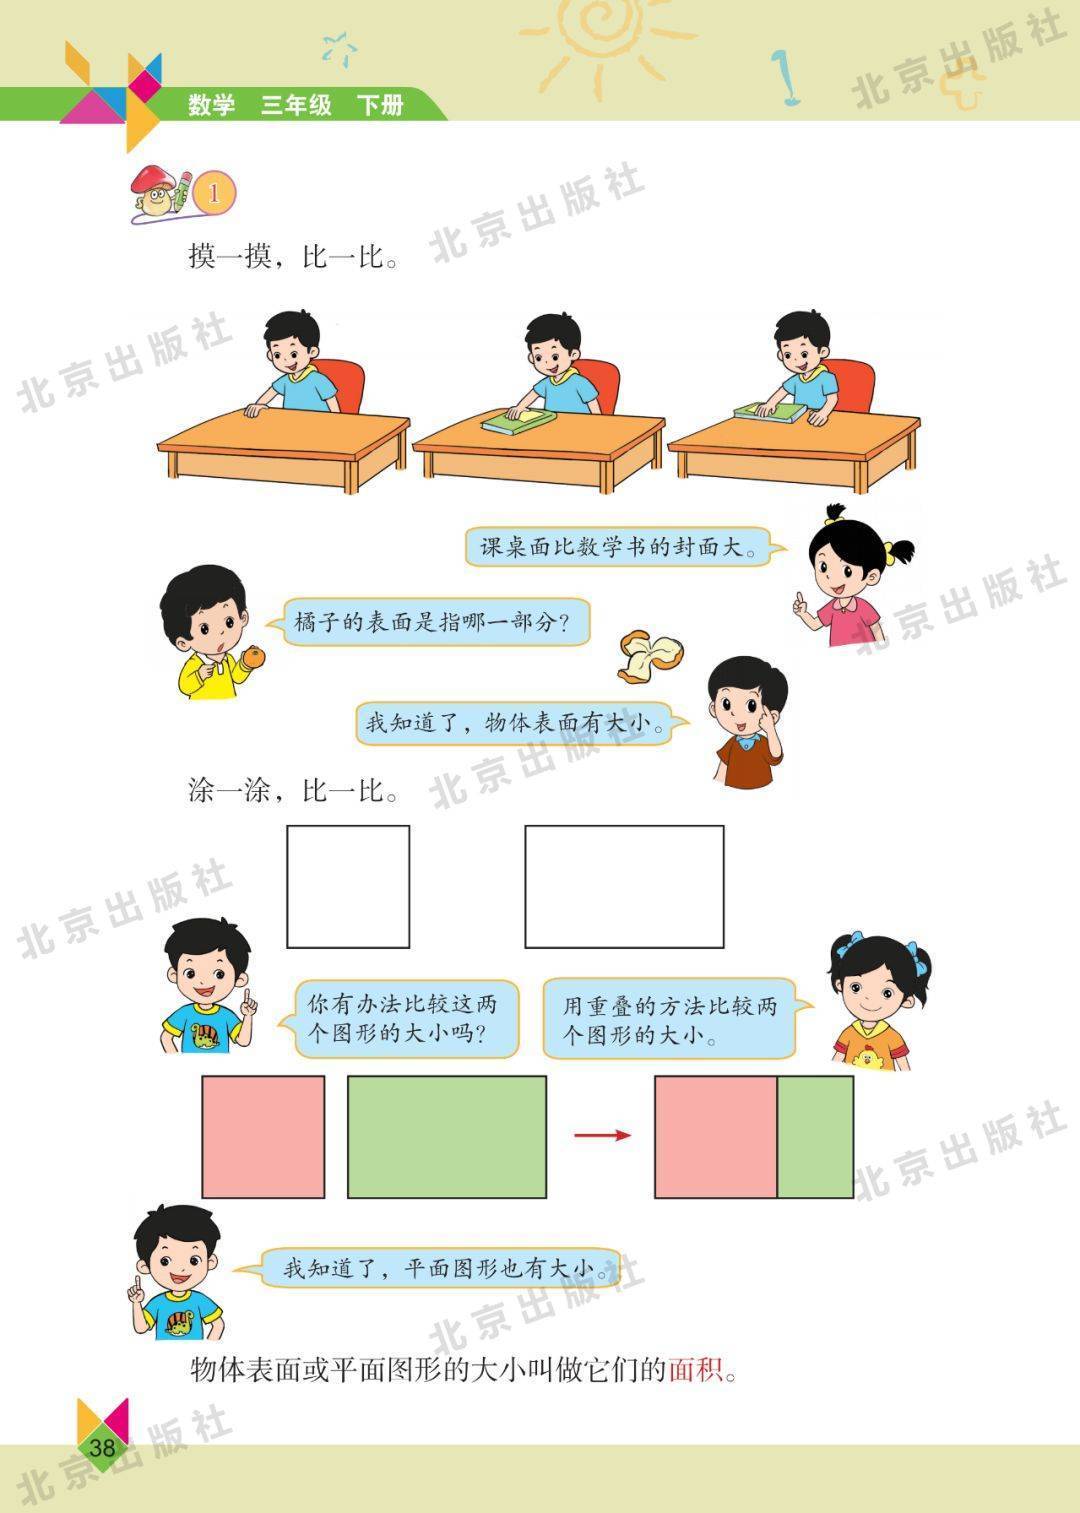 北京出版社
数学 三年级 下册
1
北京出版社
摸一摸，比一比。
北京出版社
课桌面比数学书的封面大。
北京出版社
橘子的表面是指哪一部分？
我知道了，物体表面有大小。
北京出版社
涂一涂，比一比。
北京出版社
你有办法比较这两
个图形的大小吗？
用重叠的方法比较两
个图形的大小。
北京出版社
我知道了，平面图形也有大小。
北京出版社
物体表面或平面图形的大小叫做它们的面积。
38
北京出版社